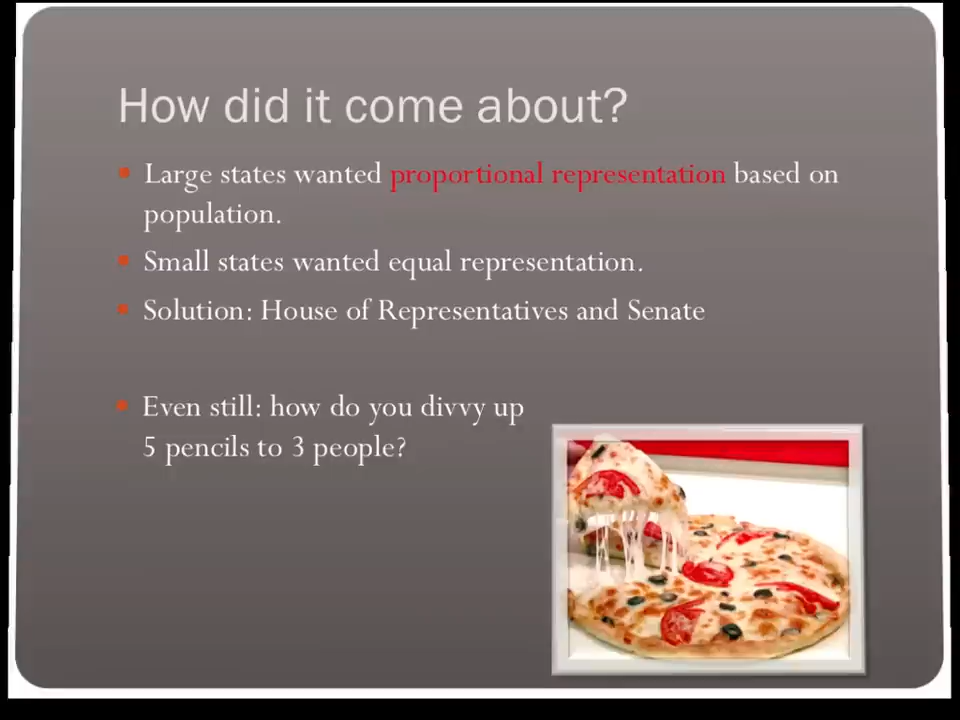 How did it come about?
Large states wanted proportional representation based on
population.
Small states wanted equal representation.
Solution: House of Representatives and Senate
Even still: how do you divvy up
5 pencils to 3 people?